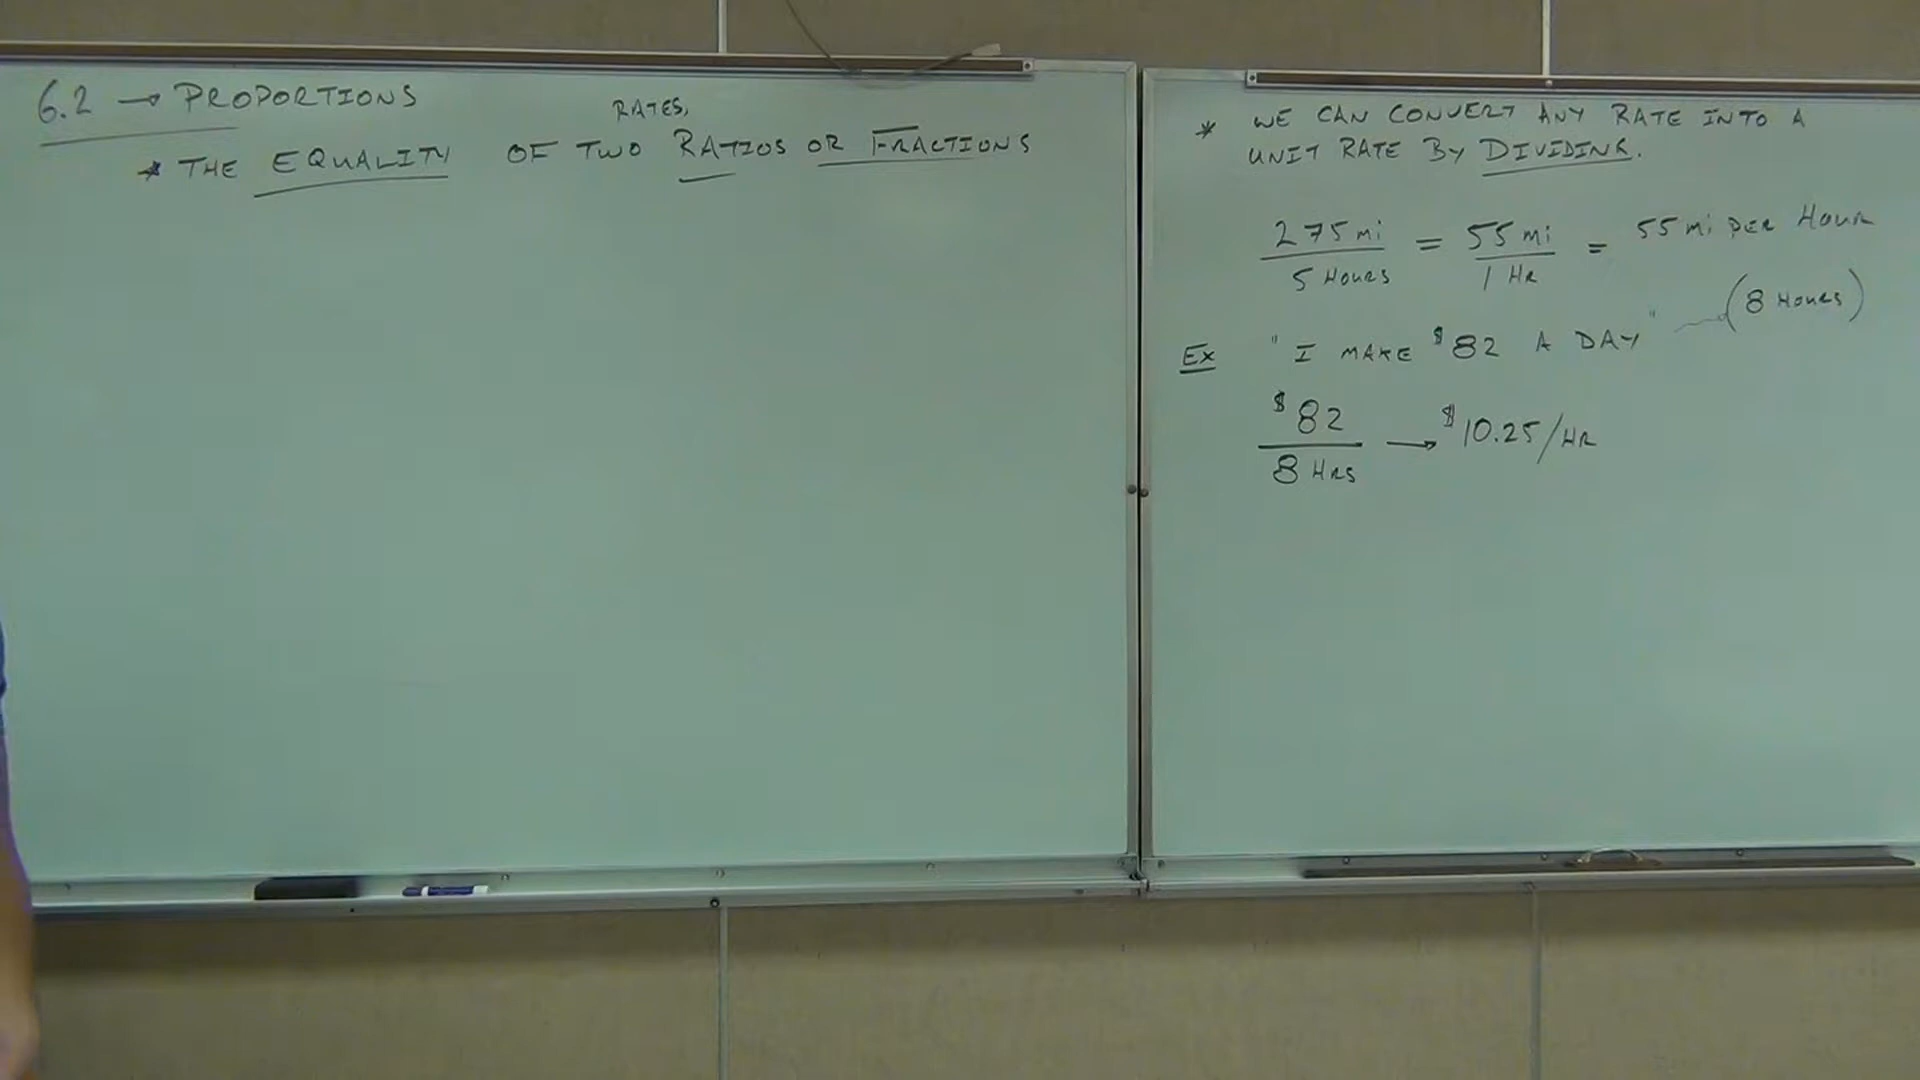 6.2 → PROPORTIONS
RATES,
* THE EQUALITY OF TWO RATIOS OR FRACTIONS
* WE CAN CONVERT ANY RATE INTO A
UNIT RATE BY DIVIDING.
275 mi / 5 HOURS = 55 mi / 1 HR = 55 mi PER HOUR
(8 HOURS)
EX "I MAKE $82 A DAY"
$82 / 8 HRS → $10.25/HR